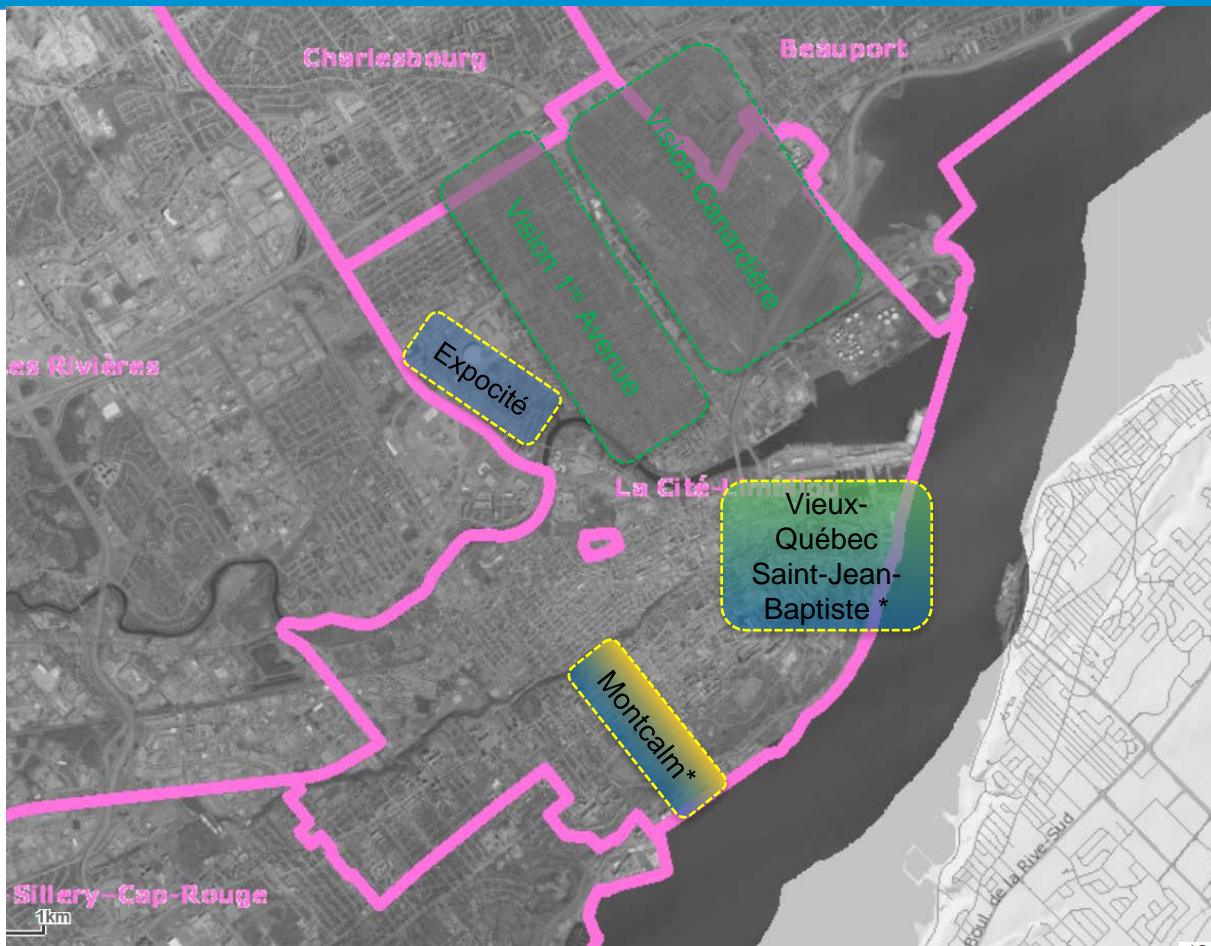 Charlesbourg
Beauport
Vision Canardière
Vision 1re Avenue
es Rivières
Expocité
La Cité-Limoilou
Vieux-
Québec
Saint-Jean-
Baptiste *
Montcalm*
-Sillery-Cap-Rouge
1km
Boul. de la Rive-Sud